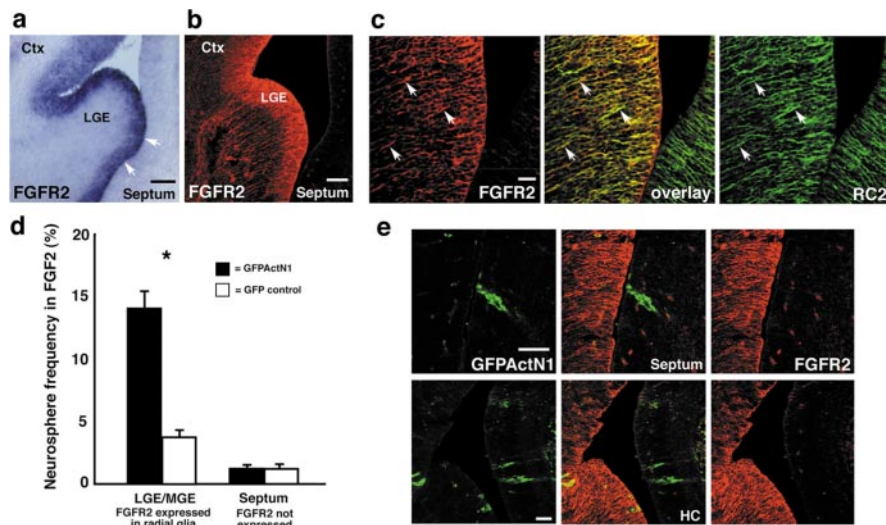 a
Ctx
LGE
FGFR2
Septum
b
Ctx
LGE
FGFR2
Septum
c
FGFR2
overlay
RC2
d
Neurosphere frequency in FGF2 (%)
20
15
10
5
0
*
= GFPActN1
= GFP control
LGE/MGE
FGFR2 expressed
in radial glia
Septum
FGFR2 not
expressed
e
GFPActN1
Septum
FGFR2
HC